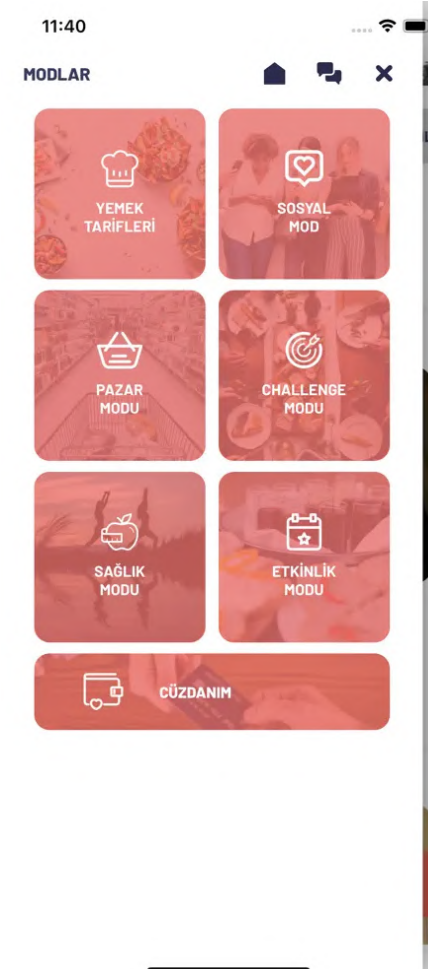 11:40
MODLAR
YEMEK
TARİFLERİ
SOSYAL
MOD
PAZAR
MODU
CHALLENGE
MODU
SAĞLIK
MODU
ETKİNLİK
MODU
CÜZDANIM